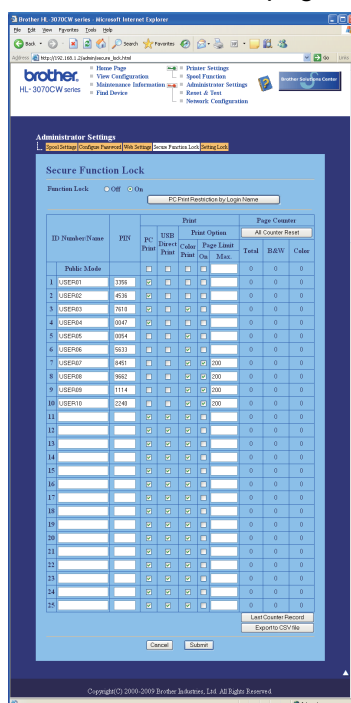 Brother HL-3070CW series - Microsoft Internet Explorer
File Edit View Favorites Tools Help
Back Search Favorites
Address http://192.168.1.2/admin/secure_lock.html Go Links
brother.
HL-3070CW series
Home Page
View Configuration
Maintenance Information
Find Device
Printer Settings
Spool Function
Administrator Settings
Reset & Test
Network Configuration
Brother Solutions Center
Administrator Settings
Spool Settings Configure Password Web Settings Secure Function Lock Setting Lock
Secure Function Lock
Function Lock Off On
PC Print Restriction by Login Name
Print Page Counter
ID Number/Name PIN PC Print USB Direct Print Print Option All Counter Reset
Color Print Page Limit Total B&W Color
On Max.
Public Mode 0 0 0
1 USER01 3356 0 0 0
2 USER02 4536 0 0 0
3 USER03 7610 0 0 0
4 USER04 0047 0 0 0
5 USER05 0054 0 0 0
6 USER06 5633 0 0 0
7 USER07 8451 200 0 0 0
8 USER08 9662 200 0 0 0
9 USER09 1114 200 0 0 0
10 USER10 2240 200 0 0 0
11 0 0 0
12 0 0 0
13 0 0 0
14 0 0 0
15 0 0 0
16 0 0 0
17 0 0 0
18 0 0 0
19 0 0 0
20 0 0 0
21 0 0 0
22 0 0 0
23 0 0 0
24 0 0 0
25 0 0 0
Last Counter Record
Export to CSV file
Cancel Submit
Copyright(C) 2000-2009 Brother Industries, Ltd. All Rights Reserved.